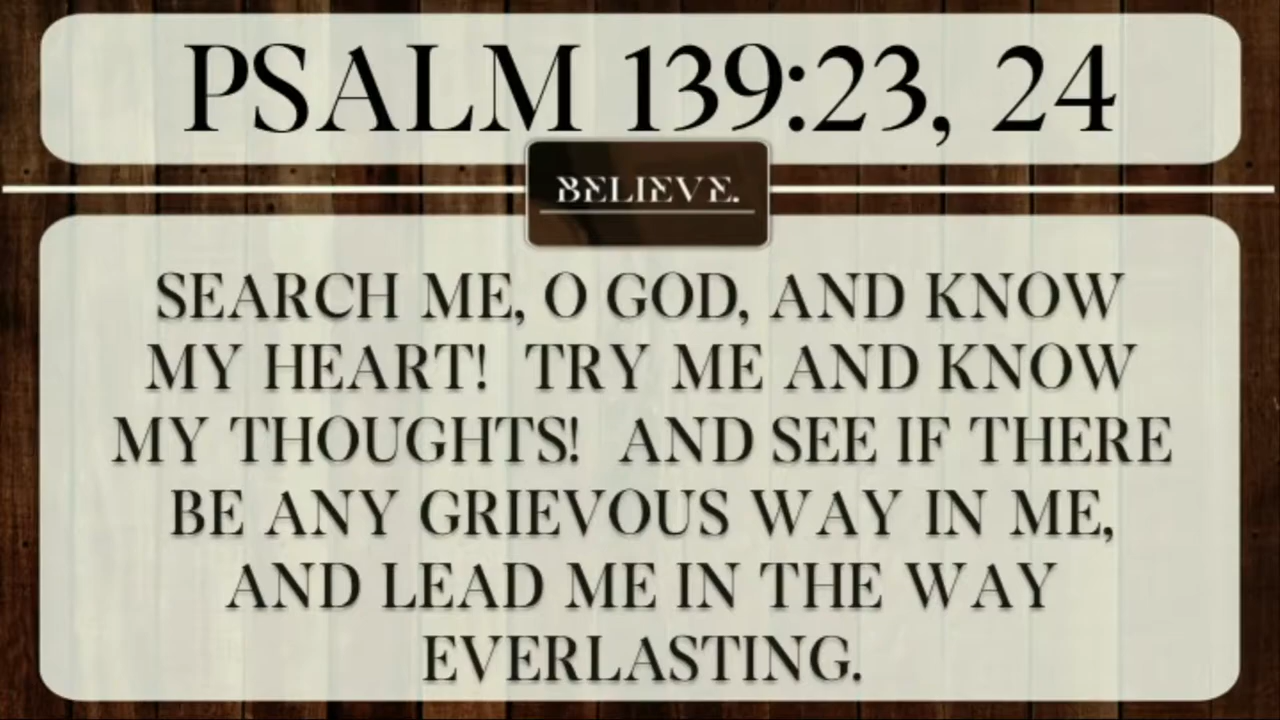 PSALM 139:23, 24
BELIEVE.
SEARCH ME, O GOD, AND KNOW
MY HEART!  TRY ME AND KNOW
MY THOUGHTS!  AND SEE IF THERE
BE ANY GRIEVOUS WAY IN ME,
AND LEAD ME IN THE WAY
EVERLASTING.